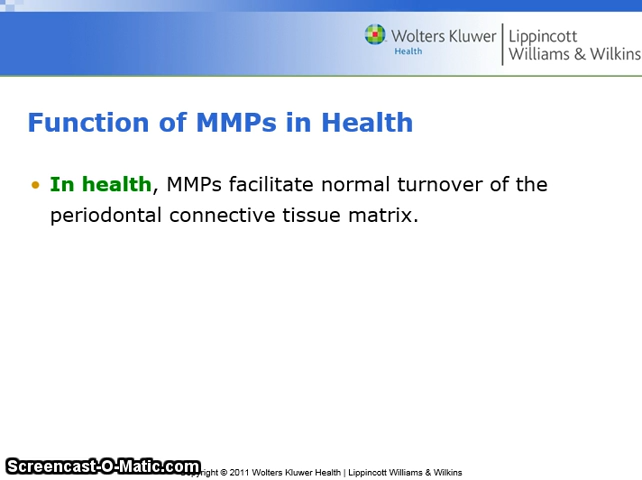 Wolters Kluwer
Health
Lippincott
Williams & Wilkins
Function of MMPs in Health
• In health, MMPs facilitate normal turnover of the
periodontal connective tissue matrix.
Screencast-O-Matic.com
pyright © 2011 Wolters Kluwer Health | Lippincott Williams & Wilkins